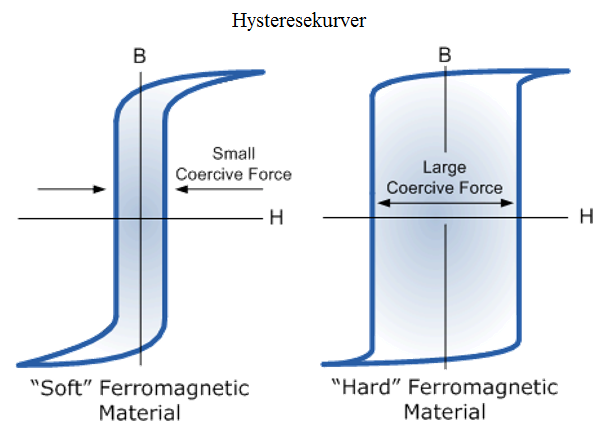 Hysteresekurver
B
Small
Coercive Force
H
“Soft” Ferromagnetic
Material
B
Large
Coercive Force
H
“Hard” Ferromagnetic
Material